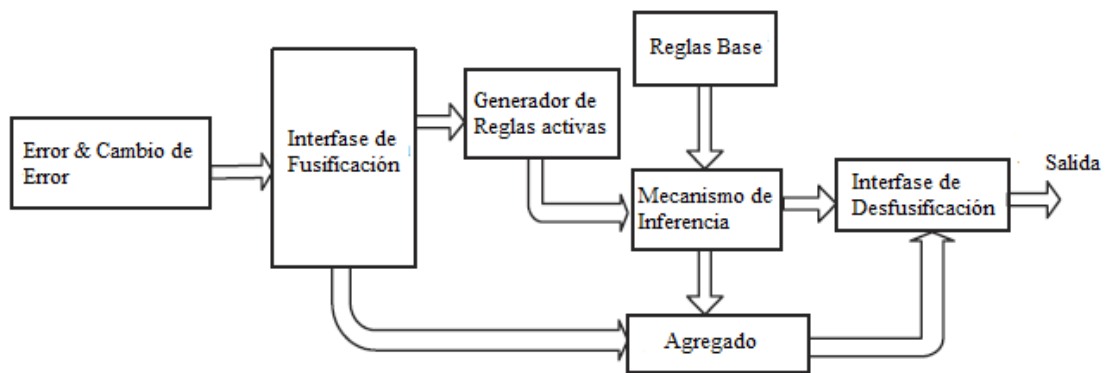 Reglas Base
Generador de
Reglas activas
Interfase de
Fusificación
Error & Cambio de
Error
Mecanismo de
Inferencia
Interfase de
Desfusificación
Salida
Agregado